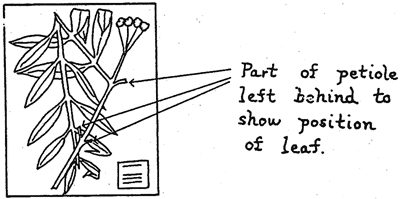 Part of petiole
left behind to
show position
of leaf.